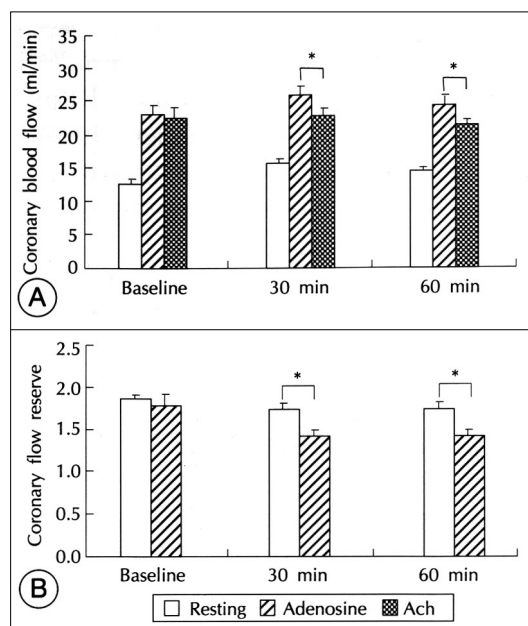 Coronary blood flow (ml/min)
35
30
25
20
15
10
5
0
*
*
Baseline
30 min
60 min
A
Coronary flow reserve
2.5
2.0
1.5
1.0
0.5
0.0
*
*
Baseline
30 min
60 min
B
Resting
Adenosine
Ach